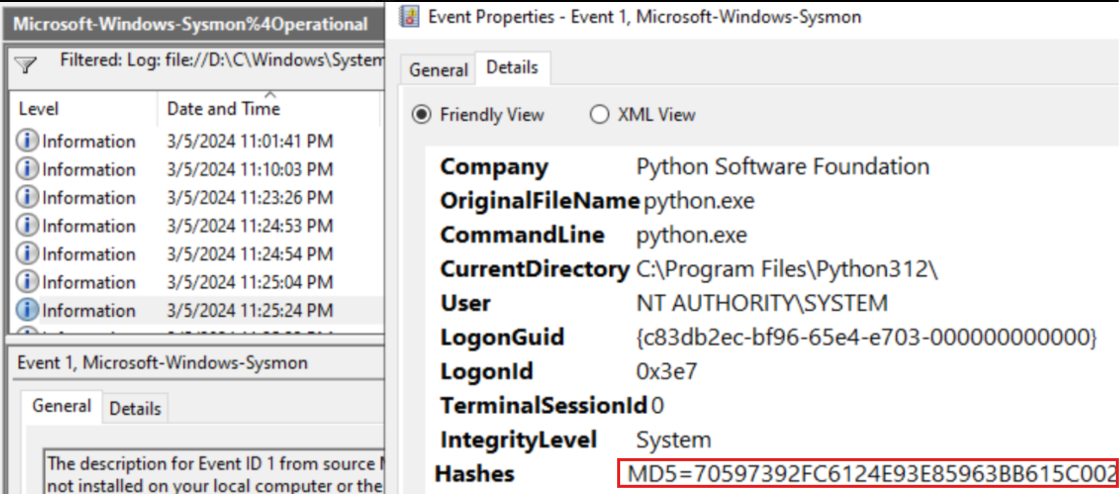 Microsoft-Windows-Sysmon%4Operational
Filtered: Log: file://D:\C\Windows\System
Level Date and Time
Information 3/5/2024 11:01:41 PM
Information 3/5/2024 11:10:03 PM
Information 3/5/2024 11:23:26 PM
Information 3/5/2024 11:24:53 PM
Information 3/5/2024 11:24:54 PM
Information 3/5/2024 11:25:04 PM
Information 3/5/2024 11:25:24 PM
Event 1, Microsoft-Windows-Sysmon
General Details
The description for Event ID 1 from source
not installed on your local computer or the
Event Properties - Event 1, Microsoft-Windows-Sysmon
General Details
Friendly View XML View
Company Python Software Foundation
OriginalFileName python.exe
CommandLine python.exe
CurrentDirectory C:\Program Files\Python312\
User NT AUTHORITY\SYSTEM
LogonGuid {c83db2ec-bf96-65e4-e703-000000000000}
LogonId 0x3e7
TerminalSessionId 0
IntegrityLevel System
Hashes MD5=70597392FC6124E93E85963BB615C002